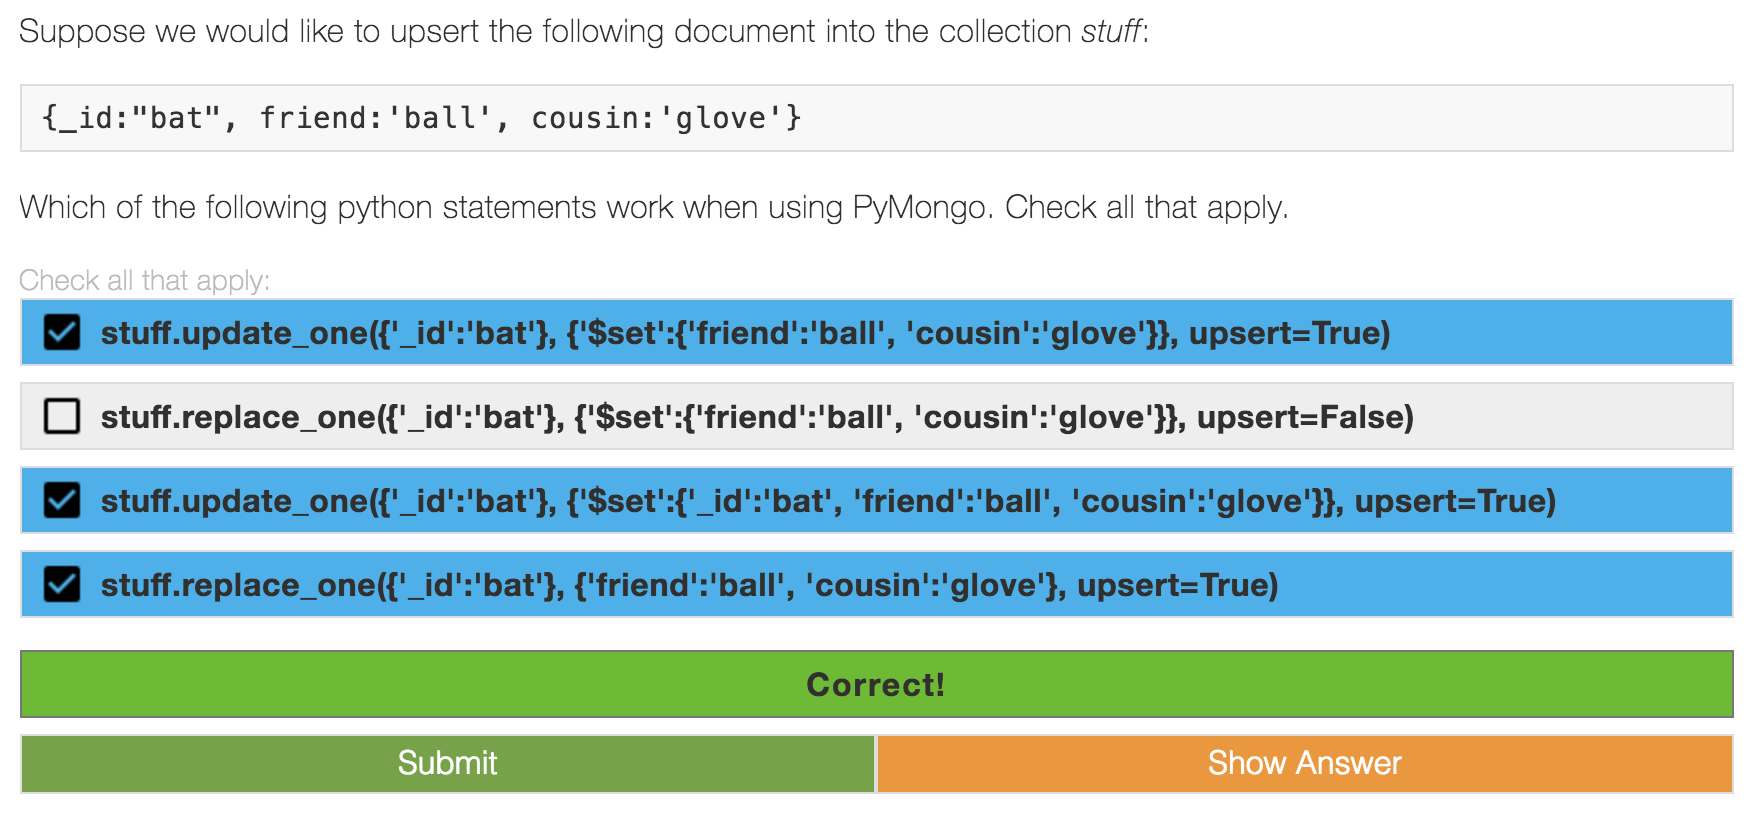 Suppose we would like to upsert the following document into the collection stuff:
{_id:"bat", friend:'ball', cousin:'glove'}
Which of the following python statements work when using PyMongo. Check all that apply.
Check all that apply:
stuff.update_one({'_id':'bat'}, {'$set':{'friend':'ball', 'cousin':'glove'}}, upsert=True)
stuff.replace_one({'_id':'bat'}, {'$set':{'friend':'ball', 'cousin':'glove'}}, upsert=False)
stuff.update_one({'_id':'bat'}, {'$set':{'_id':'bat', 'friend':'ball', 'cousin':'glove'}}, upsert=True)
stuff.replace_one({'_id':'bat'}, {'friend':'ball', 'cousin':'glove'}, upsert=True)
Correct!
Submit
Show Answer